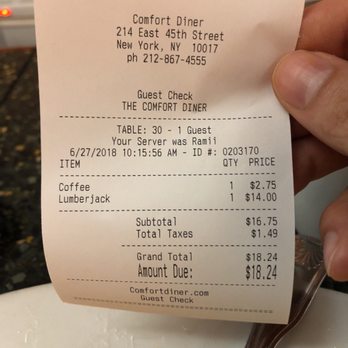 Comfort Diner
214 East 45th Street
New York, NY 10017
ph 212-867-4555
Guest Check
THE COMFORT DINER
TABLE: 30 - 1 Guest
Your Server was Ramii
6/27/2018 10:15:56 AM - ID #: 0203170
ITEM QTY PRICE
Coffee 1 $2.75
Lumberjack 1 $14.00
Subtotal $16.75
Total Taxes $1.49
Grand Total $18.24
Amount Due: $18.24
Comfortdiner.com
Guest Check